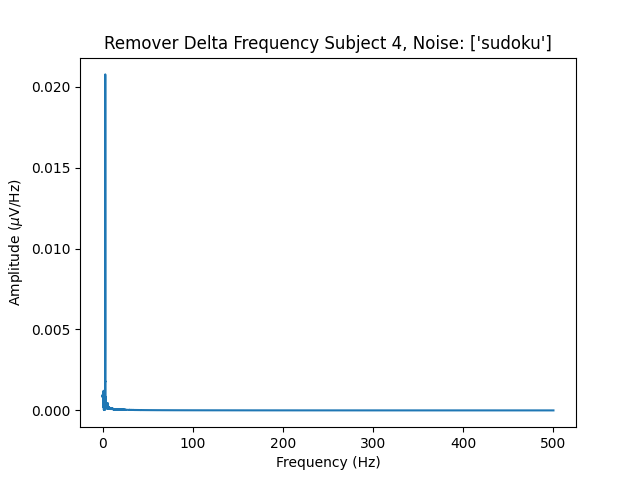 Remover Delta Frequency Subject 4, Noise: ['sudoku']
0.020
0.015
0.010
0.005
0.000
Amplitude (μV/Hz)
0 100 200 300 400 500
Frequency (Hz)